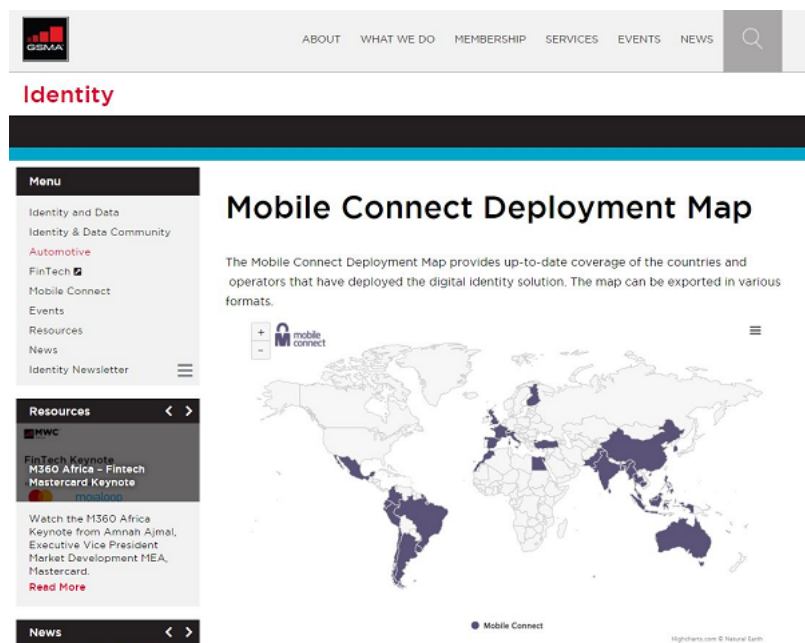 GSMA
ABOUT WHAT WE DO MEMBERSHIP SERVICES EVENTS NEWS
Identity
Menu
Identity and Data
Identity & Data Community
Automotive
FinTech
Mobile Connect
Events
Resources
News
Identity Newsletter
Resources < >
MWC
FinTech Keynote
M360 Africa – Fintech
Mastercard Keynote
mojaloop
Watch the M360 Africa
Keynote from Amnah Ajmal,
Executive Vice President
Market Development MEA,
Mastercard.
Read More
News < >
Mobile Connect Deployment Map
The Mobile Connect Deployment Map provides up-to-date coverage of the countries and
operators that have deployed the digital identity solution. The map can be exported in various
formats.
+
−
mobile
connect
Mobile Connect
Highcharts.com © Natural Earth